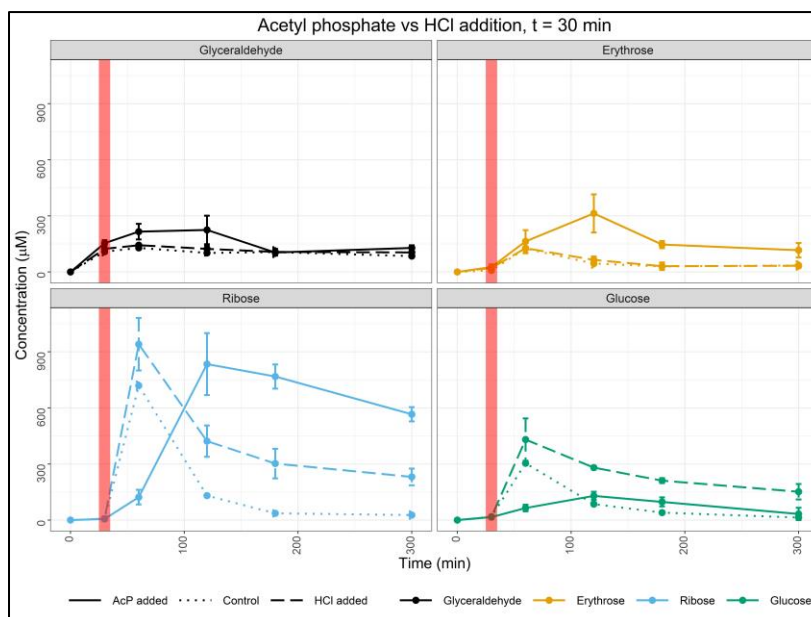 Acetyl phosphate vs HCl addition, t = 30 min
Glyceraldehyde
Erythrose
900
600
300
0
Ribose
Glucose
900
600
300
0
Concentration (µM)
0
100
200
300
0
100
200
300
Time (min)
AcP added
Control
HCl added
Glyceraldehyde
Erythrose
Ribose
Glucose